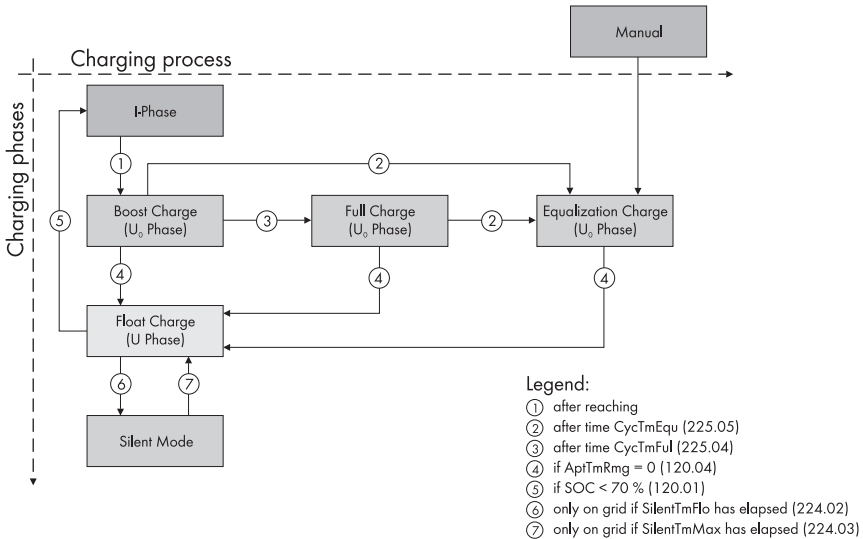 Manual
Charging process
Charging phases
I-Phase
①
②
Boost Charge
(U₀ Phase)
③
Full Charge
(U₀ Phase)
②
Equalization Charge
(U₀ Phase)
⑤
④
④
④
Float Charge
(U Phase)
⑥
⑦
Silent Mode
Legend:
① after reaching
② after time CycTmEqu (225.05)
③ after time CycTmFul (225.04)
④ if AptTmRmg = 0 (120.04)
⑤ if SOC < 70 % (120.01)
⑥ only on grid if SilentTmFlo has elapsed (224.02)
⑦ only on grid if SilentTmMax has elapsed (224.03)